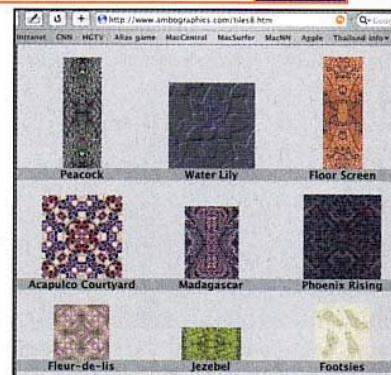 http://www.ambographics.com/tiles8.htm
Intranet CNN HGTV Alias game MacCentral MacSurfer MacNN Apple Thailand info
Peacock Water Lily Floor Screen
Acapulco Courtyard Madagascar Phoenix Rising
Fleur-de-lis Jezebel Footsies